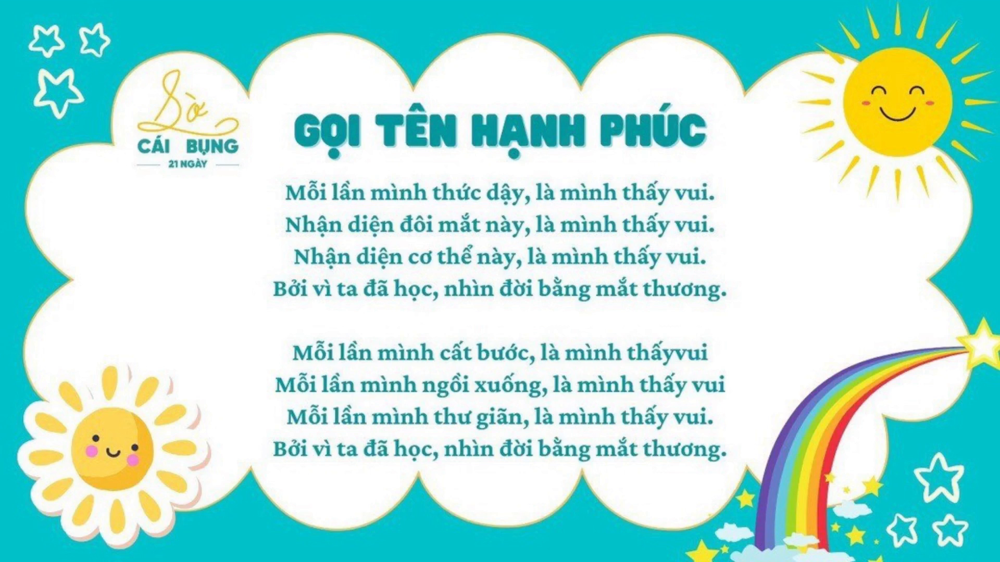 Sờ
CÁI BỤNG
21 NGÀY
GỌI TÊN HẠNH PHÚC
Mỗi lần mình thức dậy, là mình thấy vui.
Nhận diện đôi mắt này, là mình thấy vui.
Nhận diện cơ thể này, là mình thấy vui.
Bởi vì ta đã học, nhìn đời bằng mắt thương.
Mỗi lần mình cất bước, là mình thấyvui
Mỗi lần mình ngồi xuống, là mình thấy vui
Mỗi lần mình thư giãn, là mình thấy vui.
Bởi vì ta đã học, nhìn đời bằng mắt thương.